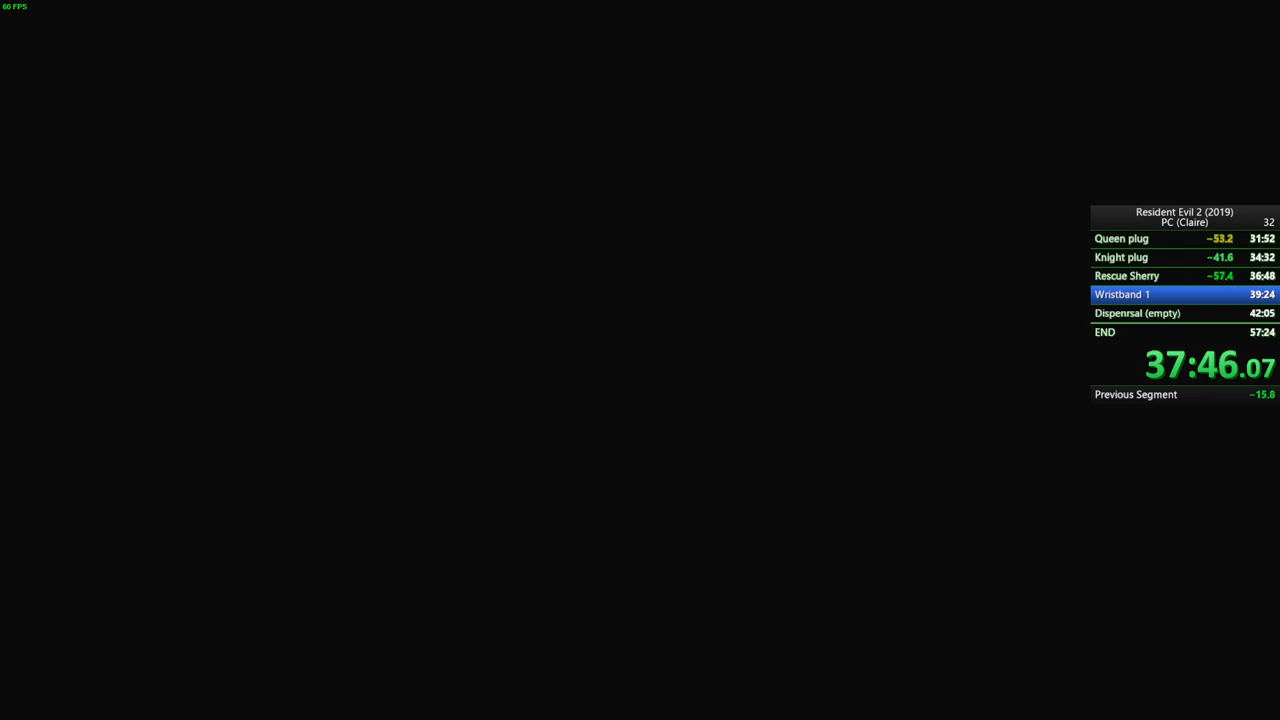 60 FPS
Resident Evil 2 (2019)
PC (Claire) 32
Queen plug −53.2 31:52
Knight plug −41.6 34:32
Rescue Sherry −57.4 36:48
Wristband 1 39:24
Dispenrsal (empty) 42:05
END 57:24
37:46.07
Previous Segment −15.8